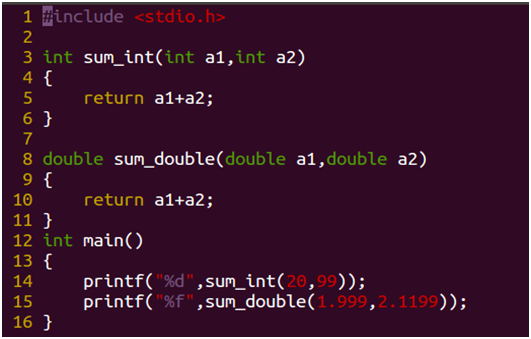 1 #include <stdio.h>
2
3 int sum_int(int a1,int a2)
4 {
5     return a1+a2;
6 }
7
8 double sum_double(double a1,double a2)
9 {
10     return a1+a2;
11 }
12 int main()
13 {
14     printf("%d",sum_int(20,99));
15     printf("%f",sum_double(1.999,2.1199));
16 }